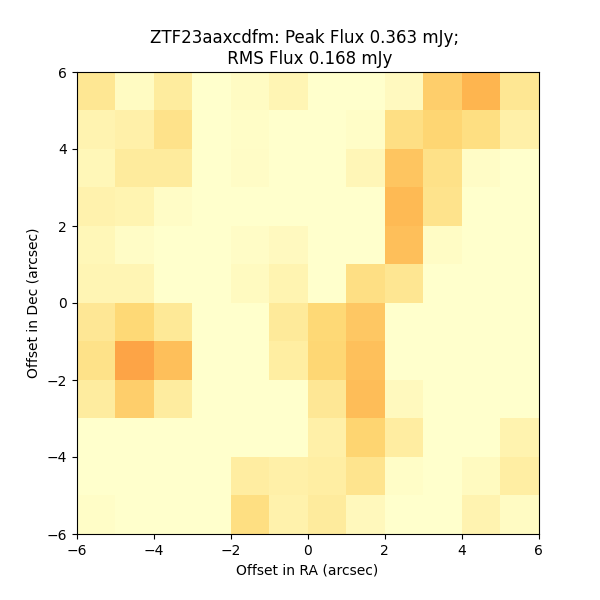 ZTF23aaxcdfm: Peak Flux 0.363 mJy;
RMS Flux 0.168 mJy
6
4
2
0
−2
−4
−6
Offset in Dec (arcsec)
−6 −4 −2 0 2 4 6
Offset in RA (arcsec)